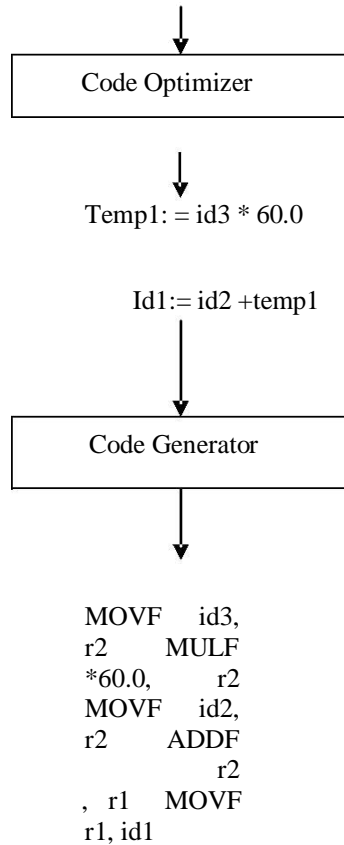 Code Optimizer
Temp1: = id3 * 60.0
Id1:= id2 +temp1
Code Generator
MOVF id3,
r2 MULF
*60.0, r2
MOVF id2,
r2 ADDF
r2
, r1 MOVF
r1, id1